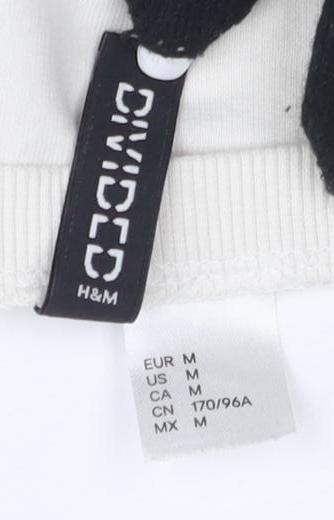 DIVIDED
H&M
EUR M
US M
CA M
CN 170/96A
MX M